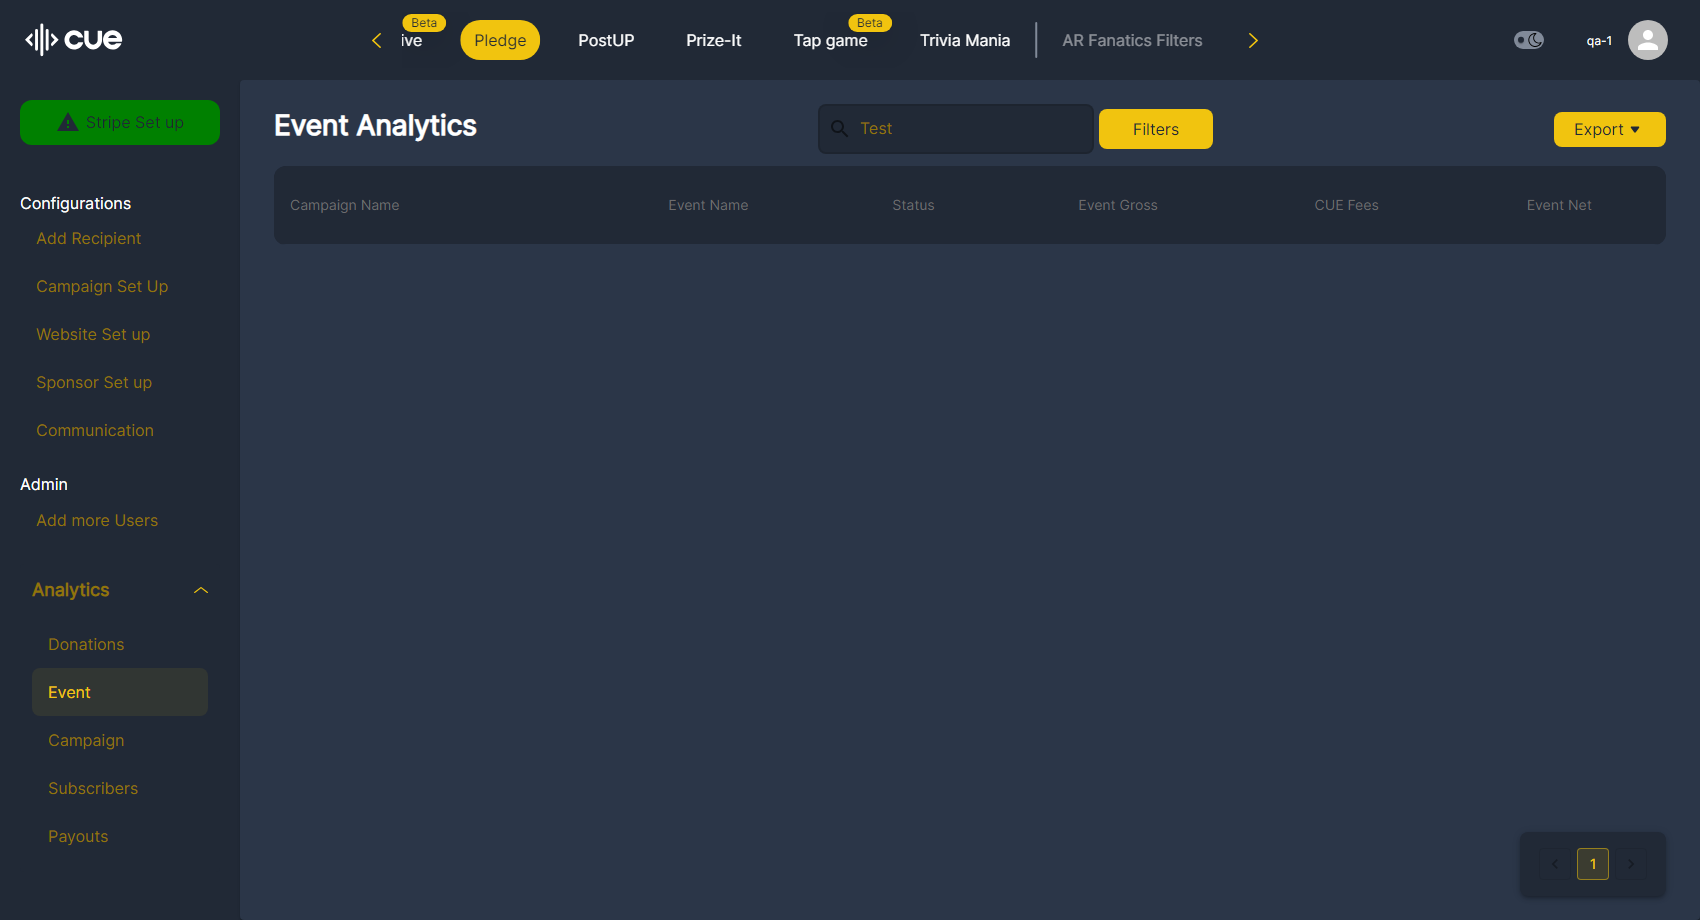 cue
Beta
ive
Pledge
PostUP
Prize-It
Beta
Tap game
Trivia Mania
AR Fanatics Filters
qa-1
Stripe Set up
Configurations
Add Recipient
Campaign Set Up
Website Set up
Sponsor Set up
Communication
Admin
Add more Users
Analytics
Donations
Event
Campaign
Subscribers
Payouts
Event Analytics
Test
Filters
Export
Campaign Name
Event Name
Status
Event Gross
CUE Fees
Event Net
1